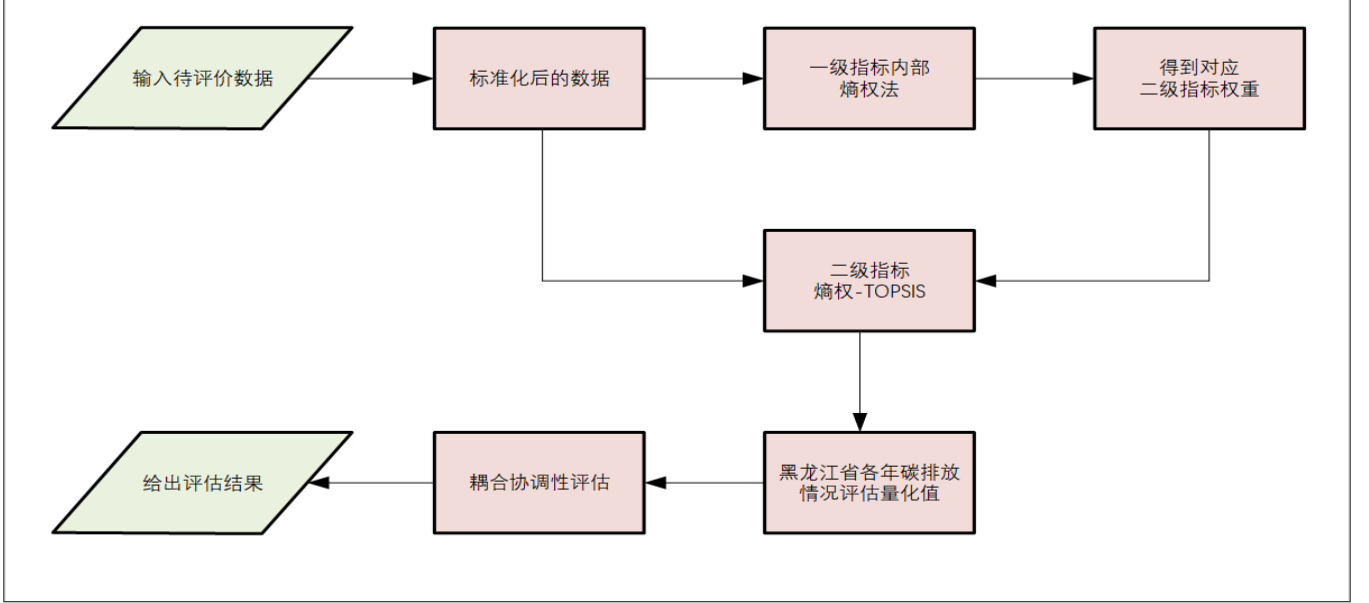 输入待评价数据
标准化后的数据
一级指标内部
熵权法
得到对应
二级指标权重
二级指标
熵权-TOPSIS
黑龙江省各年碳排放
情况评估量化值
耦合协调性评估
给出评估结果